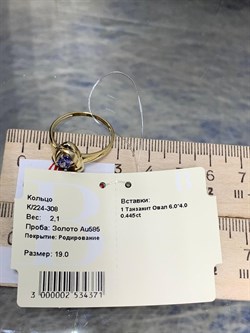 Кольцо
К/224-308
Вес: 2,1
Проба: Золото Au585
Покрытие: Родирование
Размер: 19.0
Вставки:
1 Танзанит Овал 6.0*4.0
0.445ct
3 000002 534371